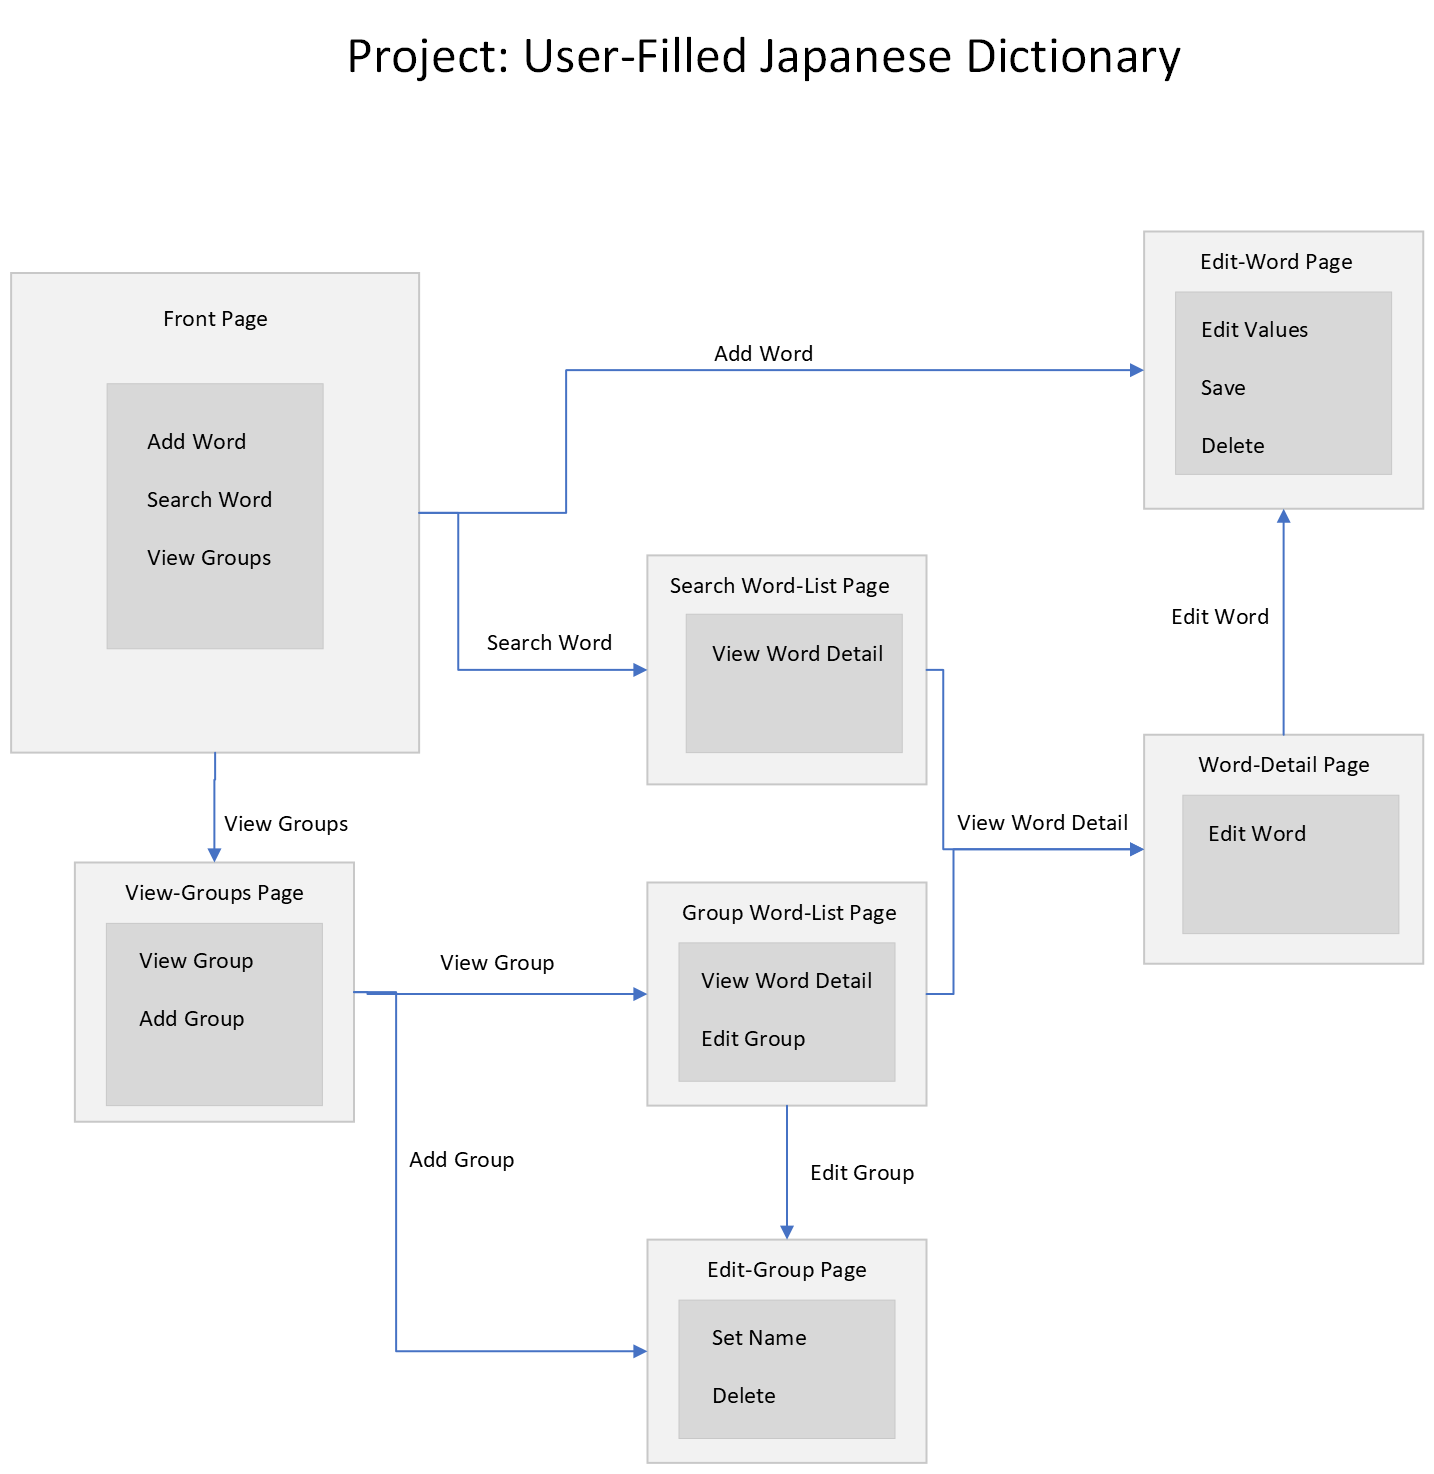 Project: User-Filled Japanese Dictionary
Front Page
Add Word
Search Word
View Groups
Add Word
Edit-Word Page
Edit Values
Save
Delete
Search Word
Search Word-List Page
View Word Detail
Edit Word
View Groups
View Word Detail
Word-Detail Page
Edit Word
View-Groups Page
View Group
Add Group
View Group
Group Word-List Page
View Word Detail
Edit Group
Add Group
Edit Group
Edit-Group Page
Set Name
Delete